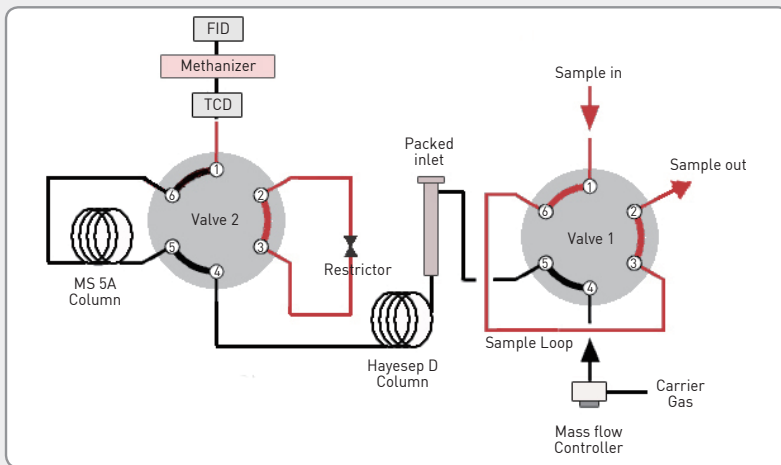 FID
Methanizer
TCD
Sample in
Packed
inlet
Sample out
1
6
2
Valve 2
5
3
4
MS 5A
Column
Restrictor
1
6
2
Valve 1
5
3
4
Hayesep D
Column
Sample Loop
Carrier
Gas
Mass flow
Controller